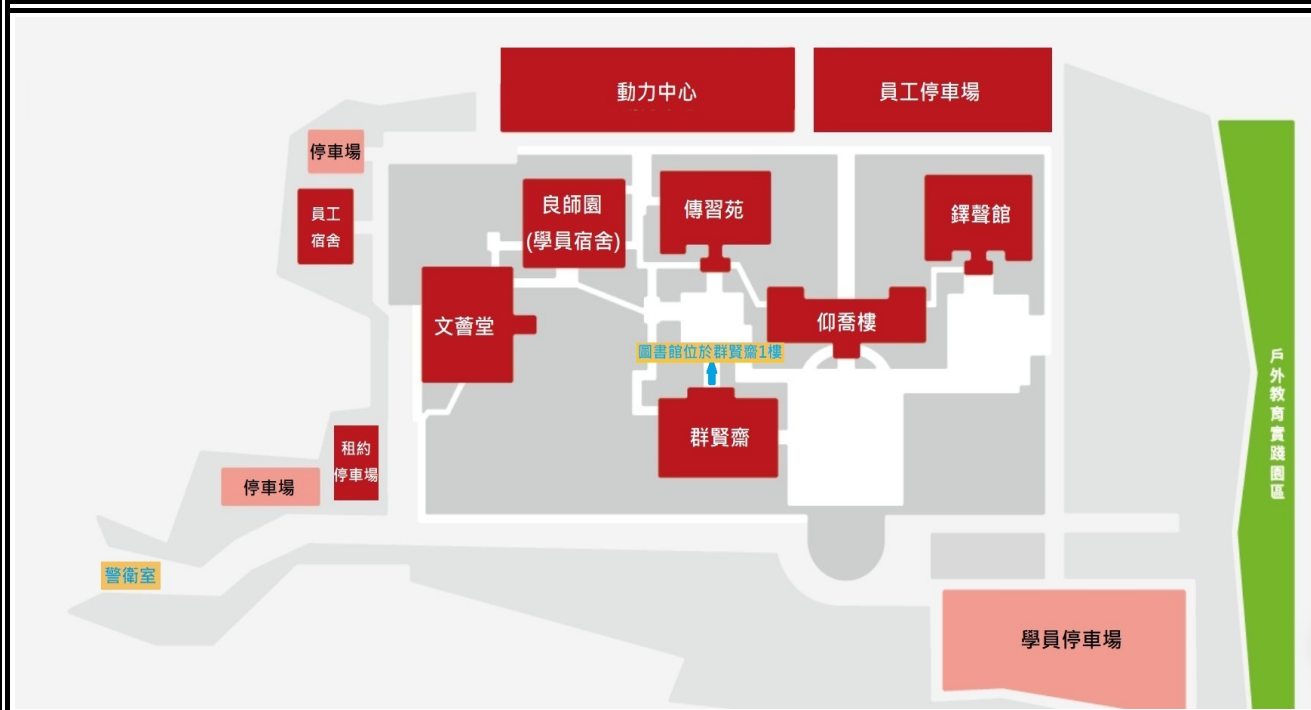 動力中心
員工停車場
停車場
員工
宿舍
良師園
(學員宿舍)
傳習苑
鐸聲館
文薈堂
仰喬樓
圖書館位於群賢齋1樓
群賢齋
戶外教育實踐園區
租約
停車場
停車場
警衛室
學員停車場